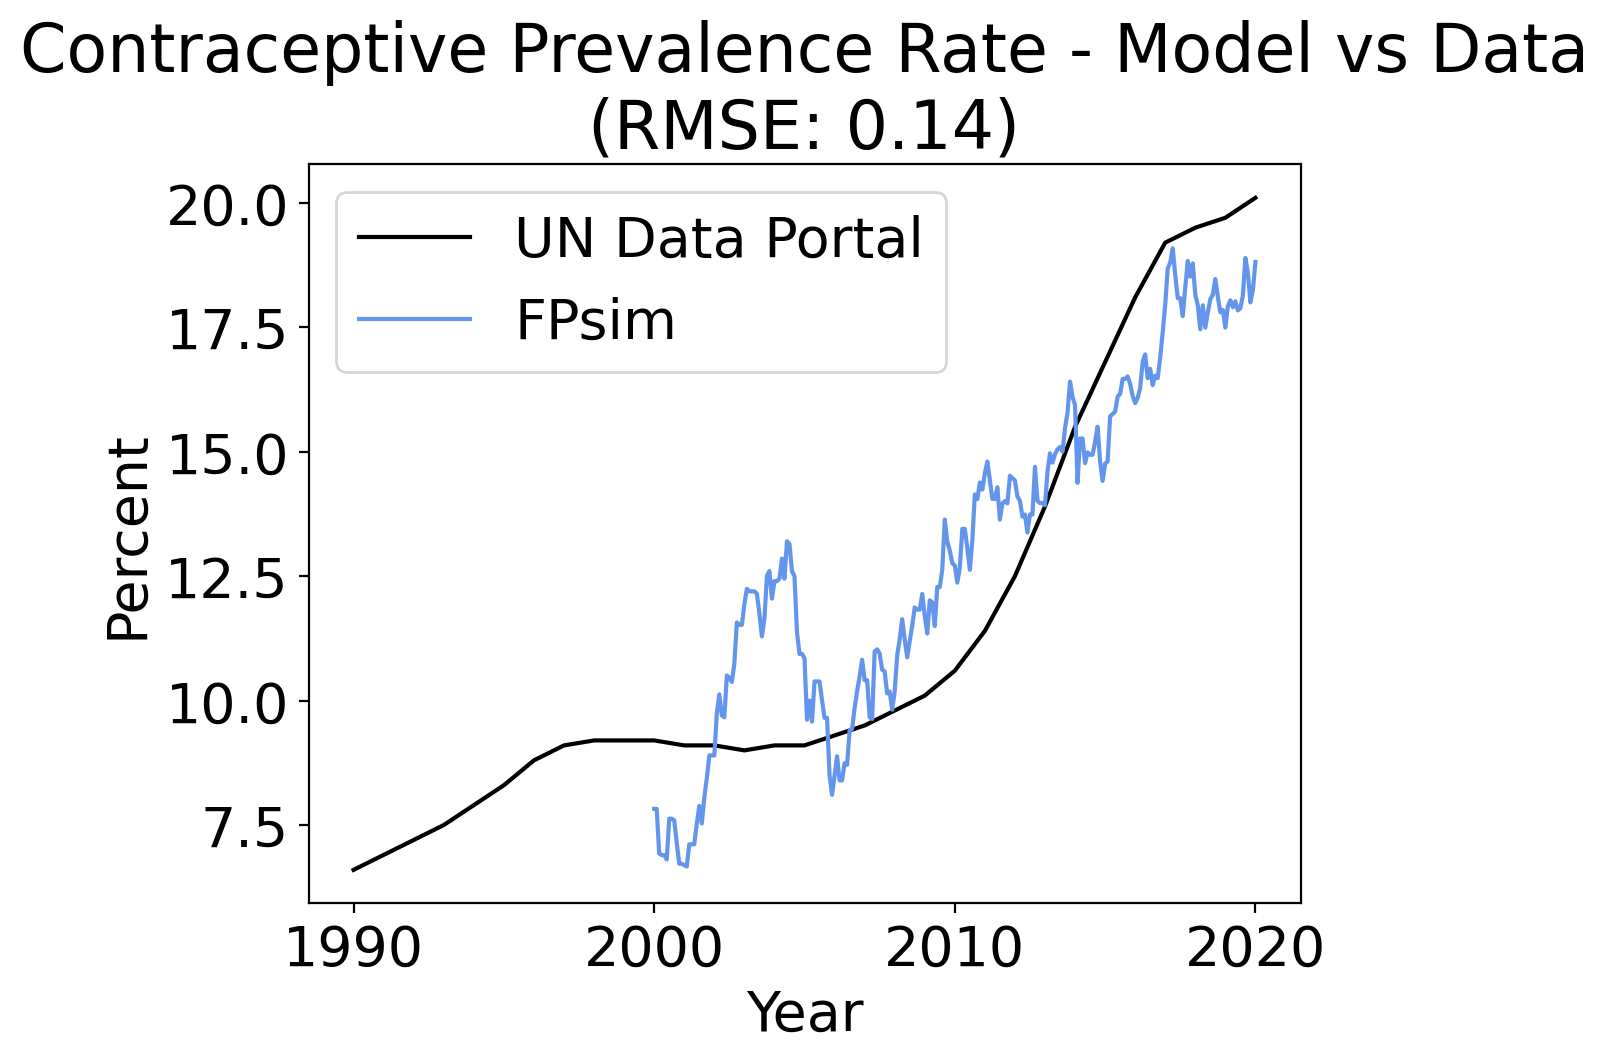 Contraceptive Prevalence Rate - Model vs Data
(RMSE: 0.14)
20.0
17.5
15.0
12.5
10.0
7.5
Percent
UN Data Portal
FPsim
1990
2000
2010
2020
Year